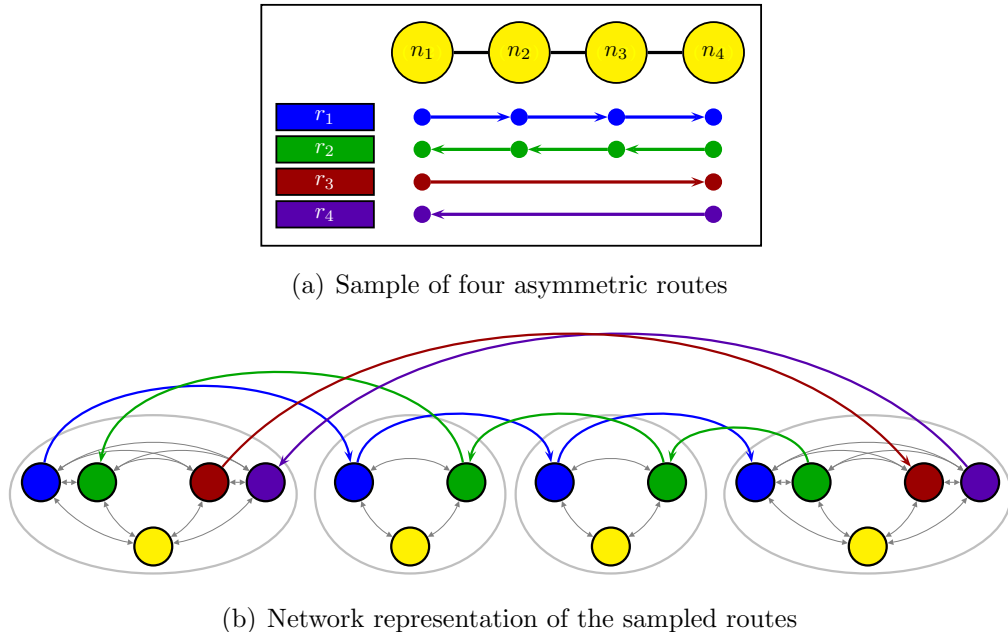 n₁ n₂ n₃ n₄
r₁
r₂
r₃
r₄
(a) Sample of four asymmetric routes
(b) Network representation of the sampled routes